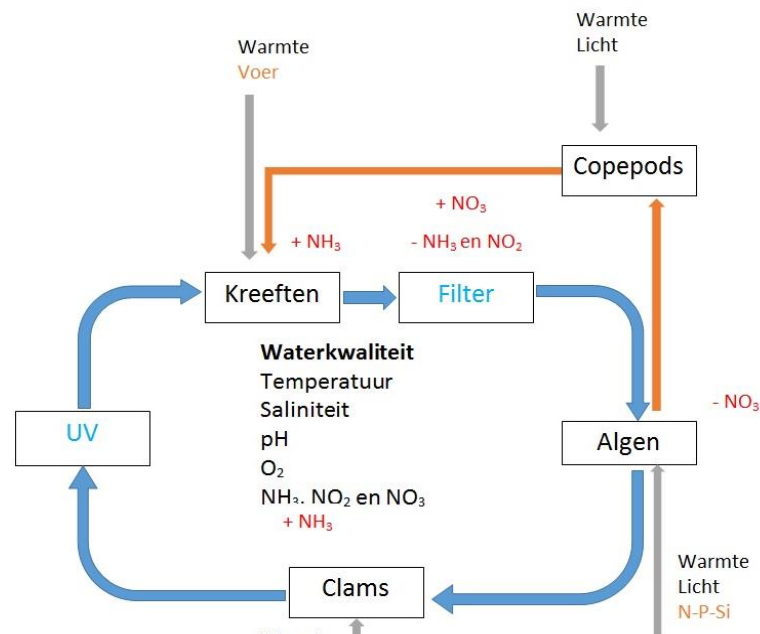 Warmte
Voer
Warmte
Licht
Copepods
+ NO₃
+ NH₃
- NH₃ en NO₂
Kreeften
Filter
Waterkwaliteit
Temperatuur
Saliniteit
pH
O₂
NH₃. NO₂ en NO₃
+ NH₃
UV
- NO₃
Algen
Clams
Warmte
Licht
N-P-Si